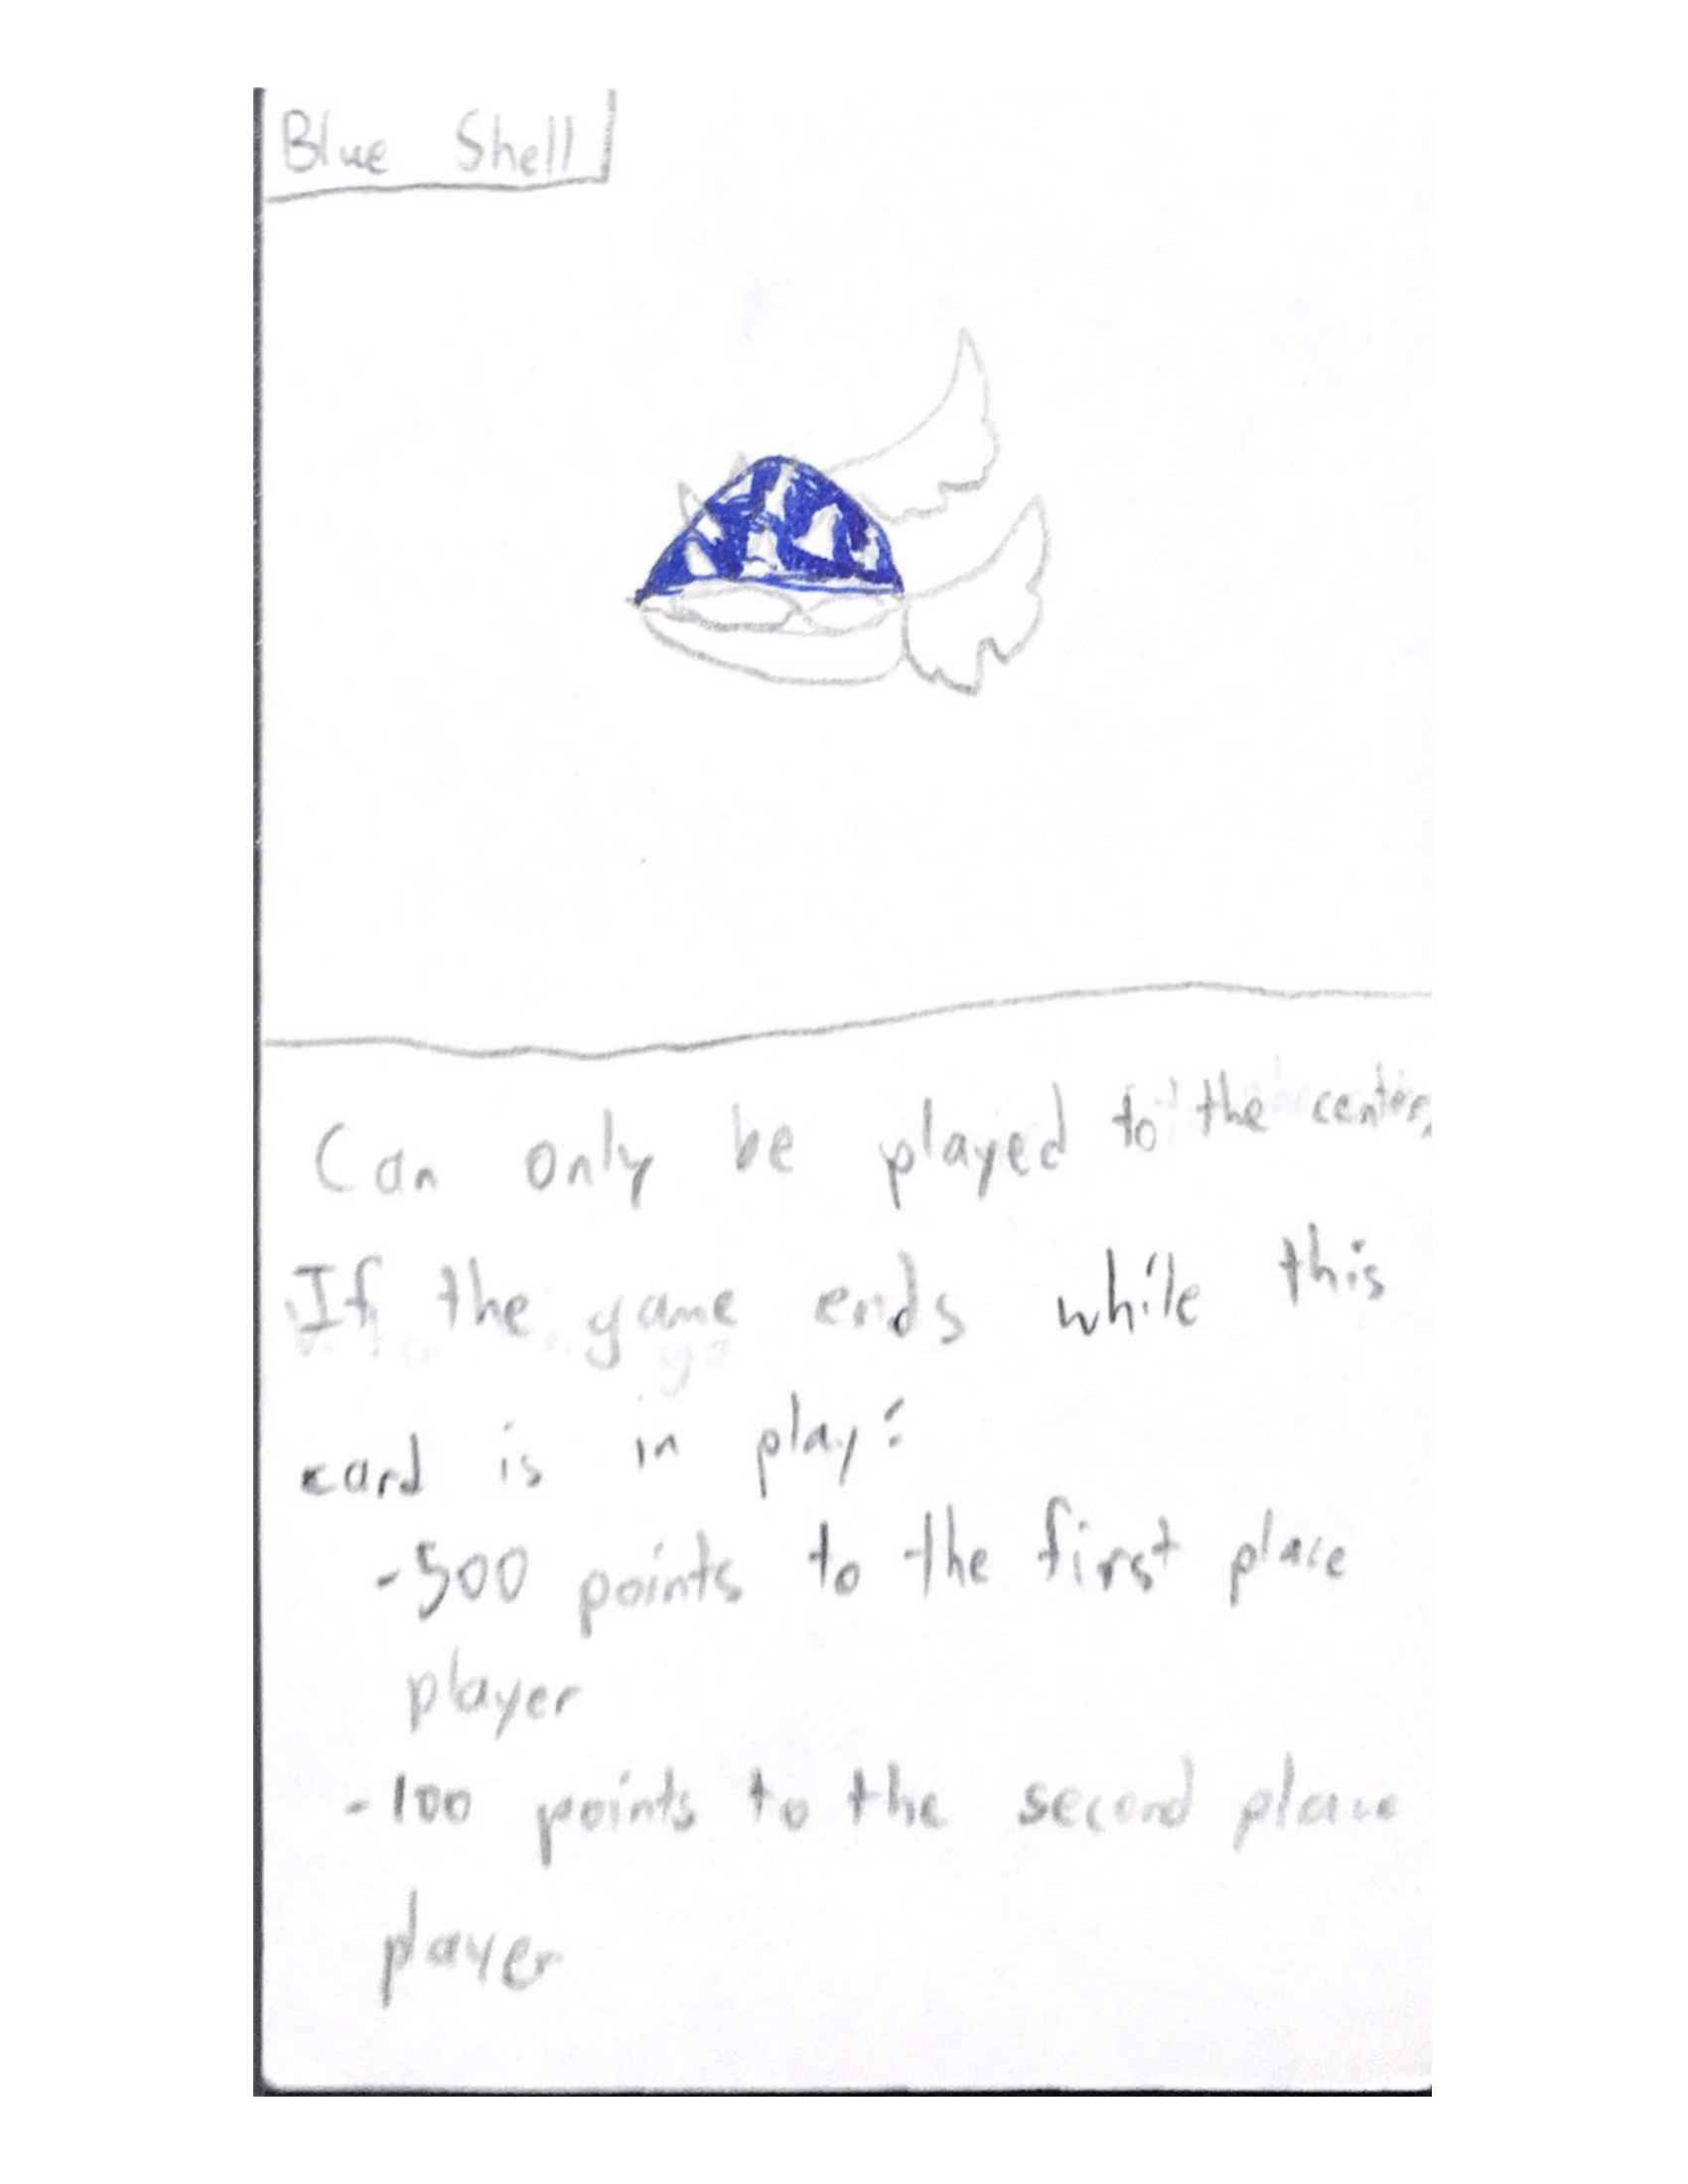 Blue Shell
Can only be played to the center.
If the game ends while this
card is in play:
-500 points to the first place
player
-100 points to the second place
player